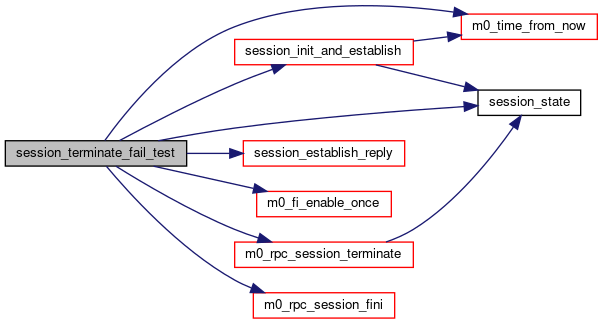 m0_time_from_now
session_init_and_establish
session_state
session_terminate_fail_test
session_establish_reply
m0_fi_enable_once
m0_rpc_session_terminate
m0_rpc_session_fini